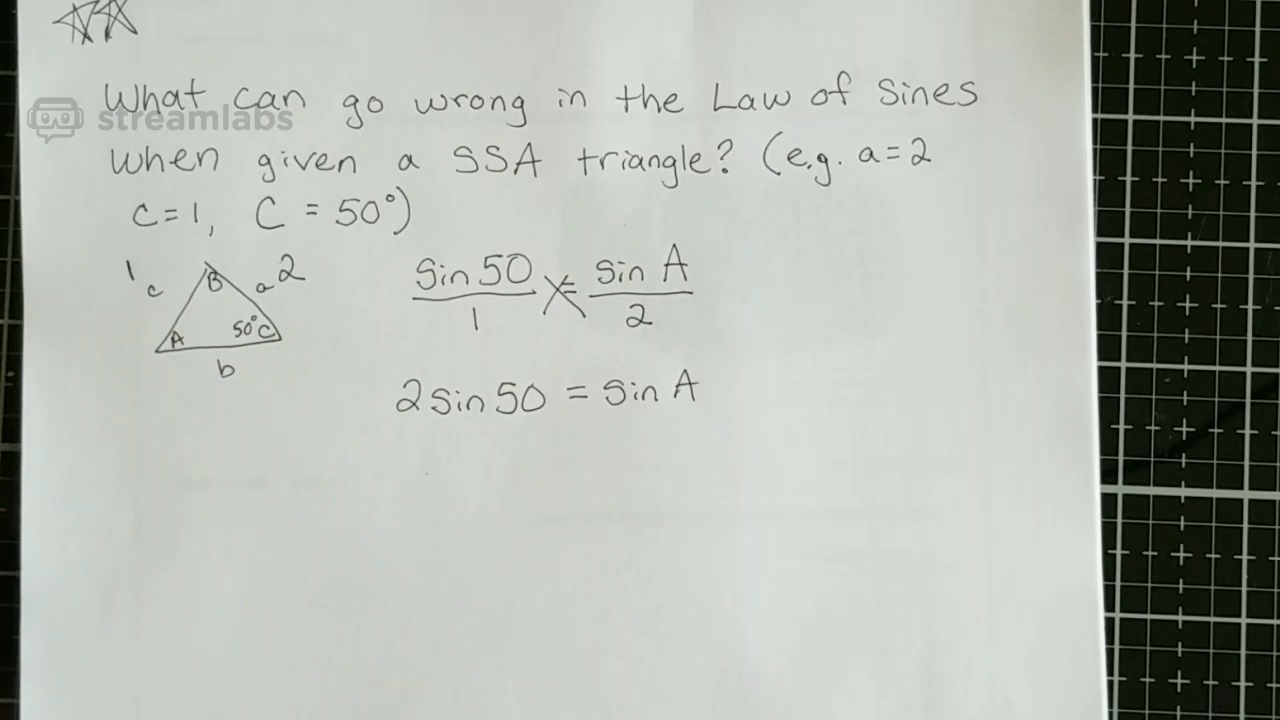 What can go wrong in the Law of Sines
streamlabs
when given a SSA triangle? (e.g. a=2
c=1, C = 50°)
1 c B a 2
A 50° C
b
sin 50 / 1 = sin A / 2
2 sin 50 = sin A